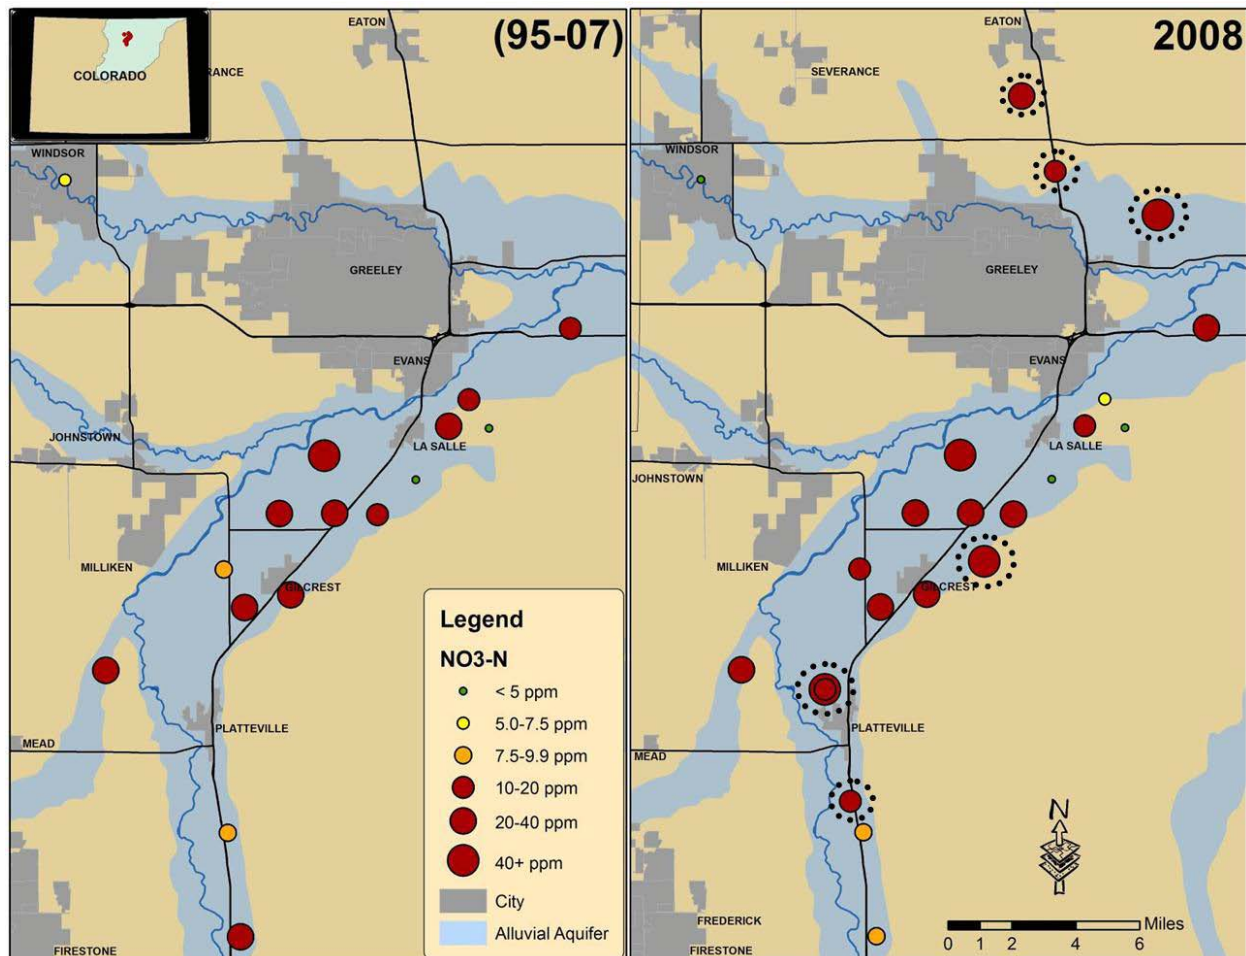 EATON
(95-07)
COLORADO
RANCE
WINDSOR
GREELEY
EVANS
JOHNSTOWN
LA SALLE
MILLIKEN
GILCREST
PLATTEVILLE
MEAD
FIRESTONE
Legend
NO3-N
< 5 ppm
5.0-7.5 ppm
7.5-9.9 ppm
10-20 ppm
20-40 ppm
40+ ppm
City
Alluvial Aquifer
EATON
2008
SEVERANCE
WINDSOR
GREELEY
EVANS
LA SALLE
JOHNSTOWN
MILLIKEN
GILCREST
PLATTEVILLE
MEAD
N
FREDERICK
FIRESTONE
Miles
0 1 2 4 6